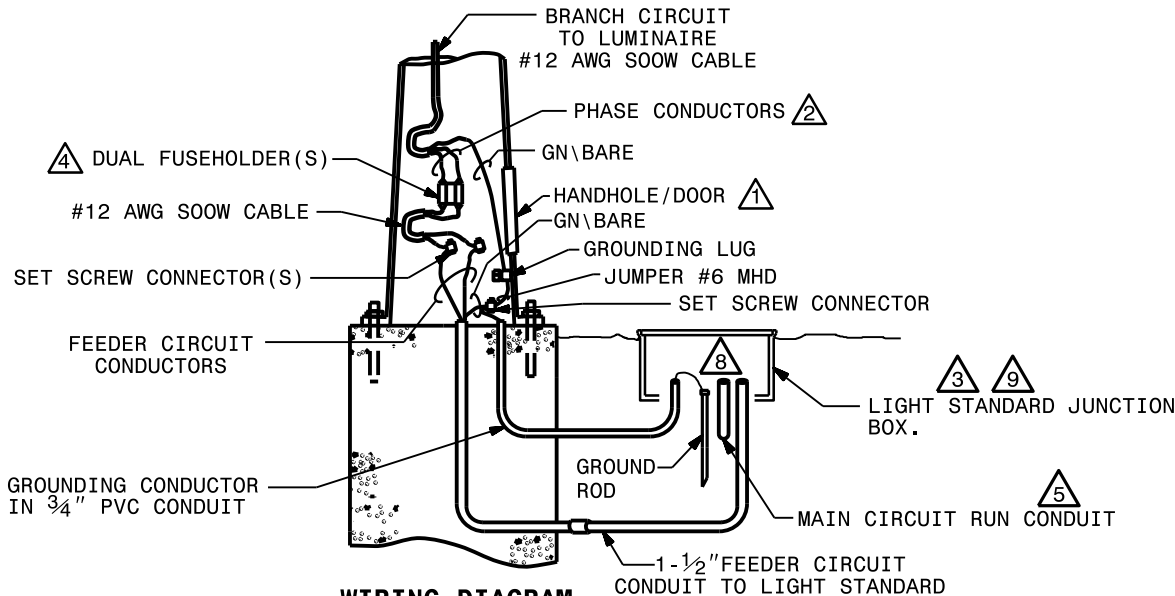 BRANCH CIRCUIT
TO LUMINAIRE
#12 AWG SOOW CABLE
PHASE CONDUCTORS 2
4 DUAL FUSEHOLDER(S)
GN\BARE
HANDHOLE/DOOR 1
#12 AWG SOOW CABLE
GN\BARE
GROUNDING LUG
SET SCREW CONNECTOR(S)
JUMPER #6 MHD
SET SCREW CONNECTOR
FEEDER CIRCUIT
CONDUCTORS
8
3 9
LIGHT STANDARD JUNCTION
BOX.
GROUNDING CONDUCTOR
IN 3/4" PVC CONDUIT
GROUND
ROD
5
MAIN CIRCUIT RUN CONDUIT
1-1/2"FEEDER CIRCUIT
CONDUIT TO LIGHT STANDARD
WIRING DIAGRAM